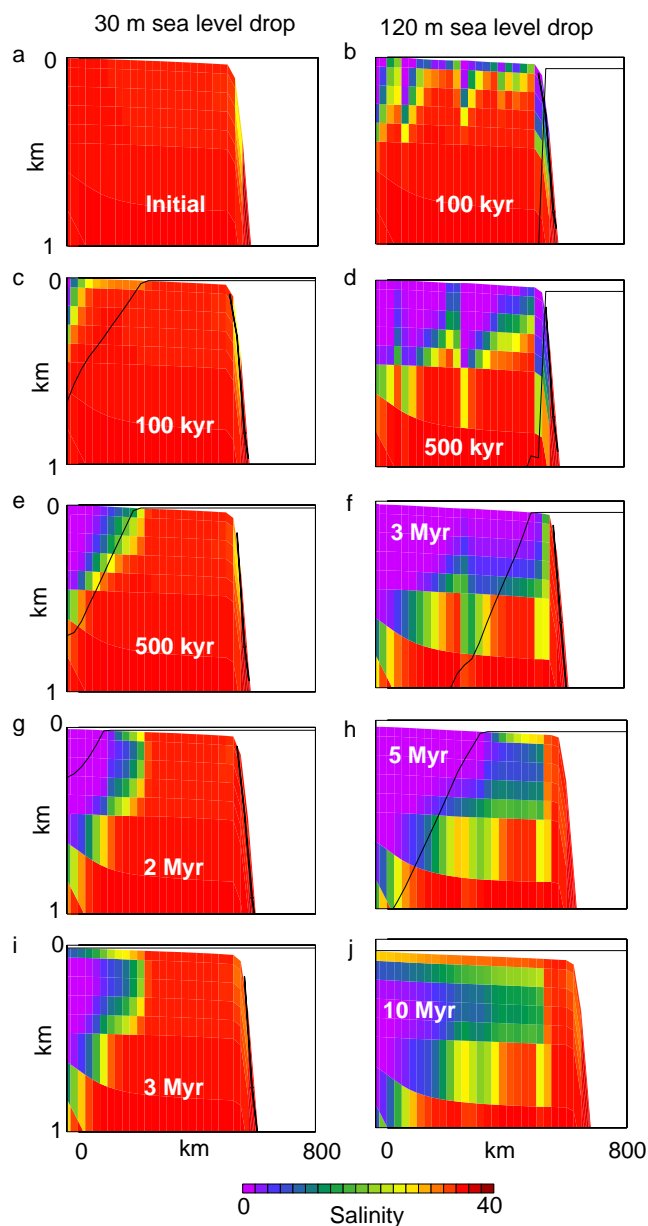 30 m sea level drop 120 m sea level drop
a 0 b
km
Initial 100 kyr
1
c 0 d
km
100 kyr 500 kyr
1
e 0 f
3 Myr
km
500 kyr
1
g 0 h
5 Myr
km
2 Myr
1
i 0 j
km
10 Myr
3 Myr
1
0 km 800 0 km 800
0 40
Salinity